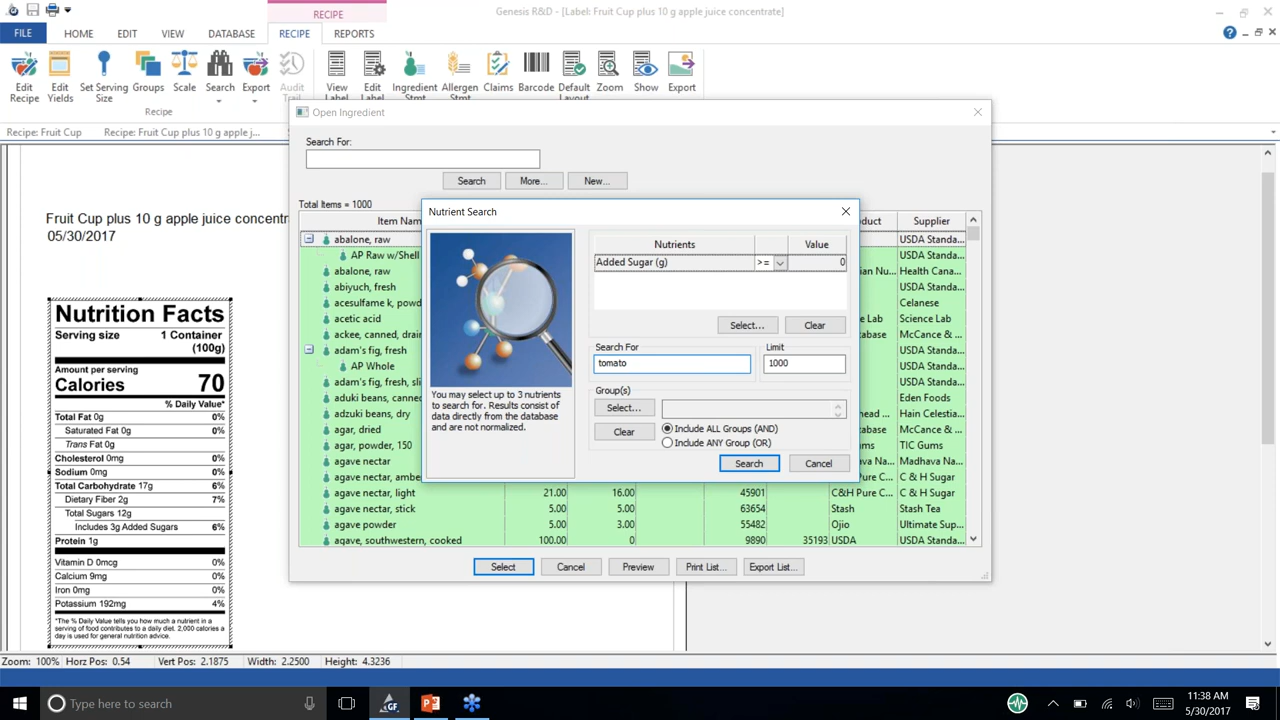 RECIPE
Genesis R&D - [Label: Fruit Cup plus 10 g apple juice concentrate]
FILE HOME EDIT VIEW DATABASE RECIPE REPORTS
Edit Recipe
Edit Yields
Set Serving Size
Groups
Scale
Search
Export
Audit Trail
View Label
Edit Label
Ingredient Stmt
Allergen Stmt
Claims
Barcode
Default Layout
Zoom
Show
Export
Recipe
Recipe: Fruit Cup Recipe: Fruit Cup plus 10 g apple j...
Fruit Cup plus 10 g apple juice concentr
05/30/2017
Nutrition Facts
Serving size 1 Container
(100g)
Amount per serving
Calories 70
% Daily Value*
Total Fat 0g 0%
Saturated Fat 0g 0%
Trans Fat 0g
Cholesterol 0mg 0%
Sodium 0mg 0%
Total Carbohydrate 17g 6%
Dietary Fiber 2g 7%
Total Sugars 12g
Includes 3g Added Sugars 6%
Protein 1g
Vitamin D 0mcg 0%
Calcium 9mg 0%
Iron 0mg 0%
Potassium 192mg 4%
*The % Daily Value tells you how much a nutrient in a
serving of food contributes to a daily diet. 2,000 calories a
day is used for general nutrition advice.
Open Ingredient
Search For:
Search More... New...
Total Items = 1000
Item Nam duct Supplier
abalone, raw USDA Standa...
AP Raw w/Shell USDA Standa...
abalone, raw ian Nu... Health Cana...
abiyuch, fresh USDA Standa...
acesulfame k, powd Celanese
acetic acid e Lab Science Lab
ackee, canned, drain tabase McCance & ...
adam's fig, fresh USDA Standa...
AP Whole USDA Standa...
adam's fig, fresh, sli USDA Standa...
aduki beans, canned Eden Foods
adzuki beans, dry ead ... Hain Celestia...
agar, dried tabase McCance & ...
agar, powder, 150 TIC Gums
agave nectar va Na... Madhava Na...
agave nectar, ambe C & H Sugar
agave nectar, light 21.00 16.00 45901 C&H Pure C... C & H Sugar
agave nectar, stick 5.00 5.00 63654 Stash Stash Tea
agave powder 5.00 3.00 55482 Ojio Ultimate Sup...
agave, southwestern, cooked 100.00 0 9890 35193 USDA USDA Standa...
Select Cancel Preview Print List... Export List...
Nutrient Search
Nutrients Value
Added Sugar (g) >= 0
Select... Clear
Search For Limit
tomato 1000
Group(s)
Select...
Clear
Include ALL Groups (AND)
Include ANY Group (OR)
Search Cancel
You may select up to 3 nutrients
to search for. Results consist of
data directly from the database
and are not normalized.
Zoom: 100% Horz Pos: 0.54 Vert Pos: 2.1875 Width: 2.2500 Height: 4.3236
Type here to search
GF
11:38 AM
5/30/2017